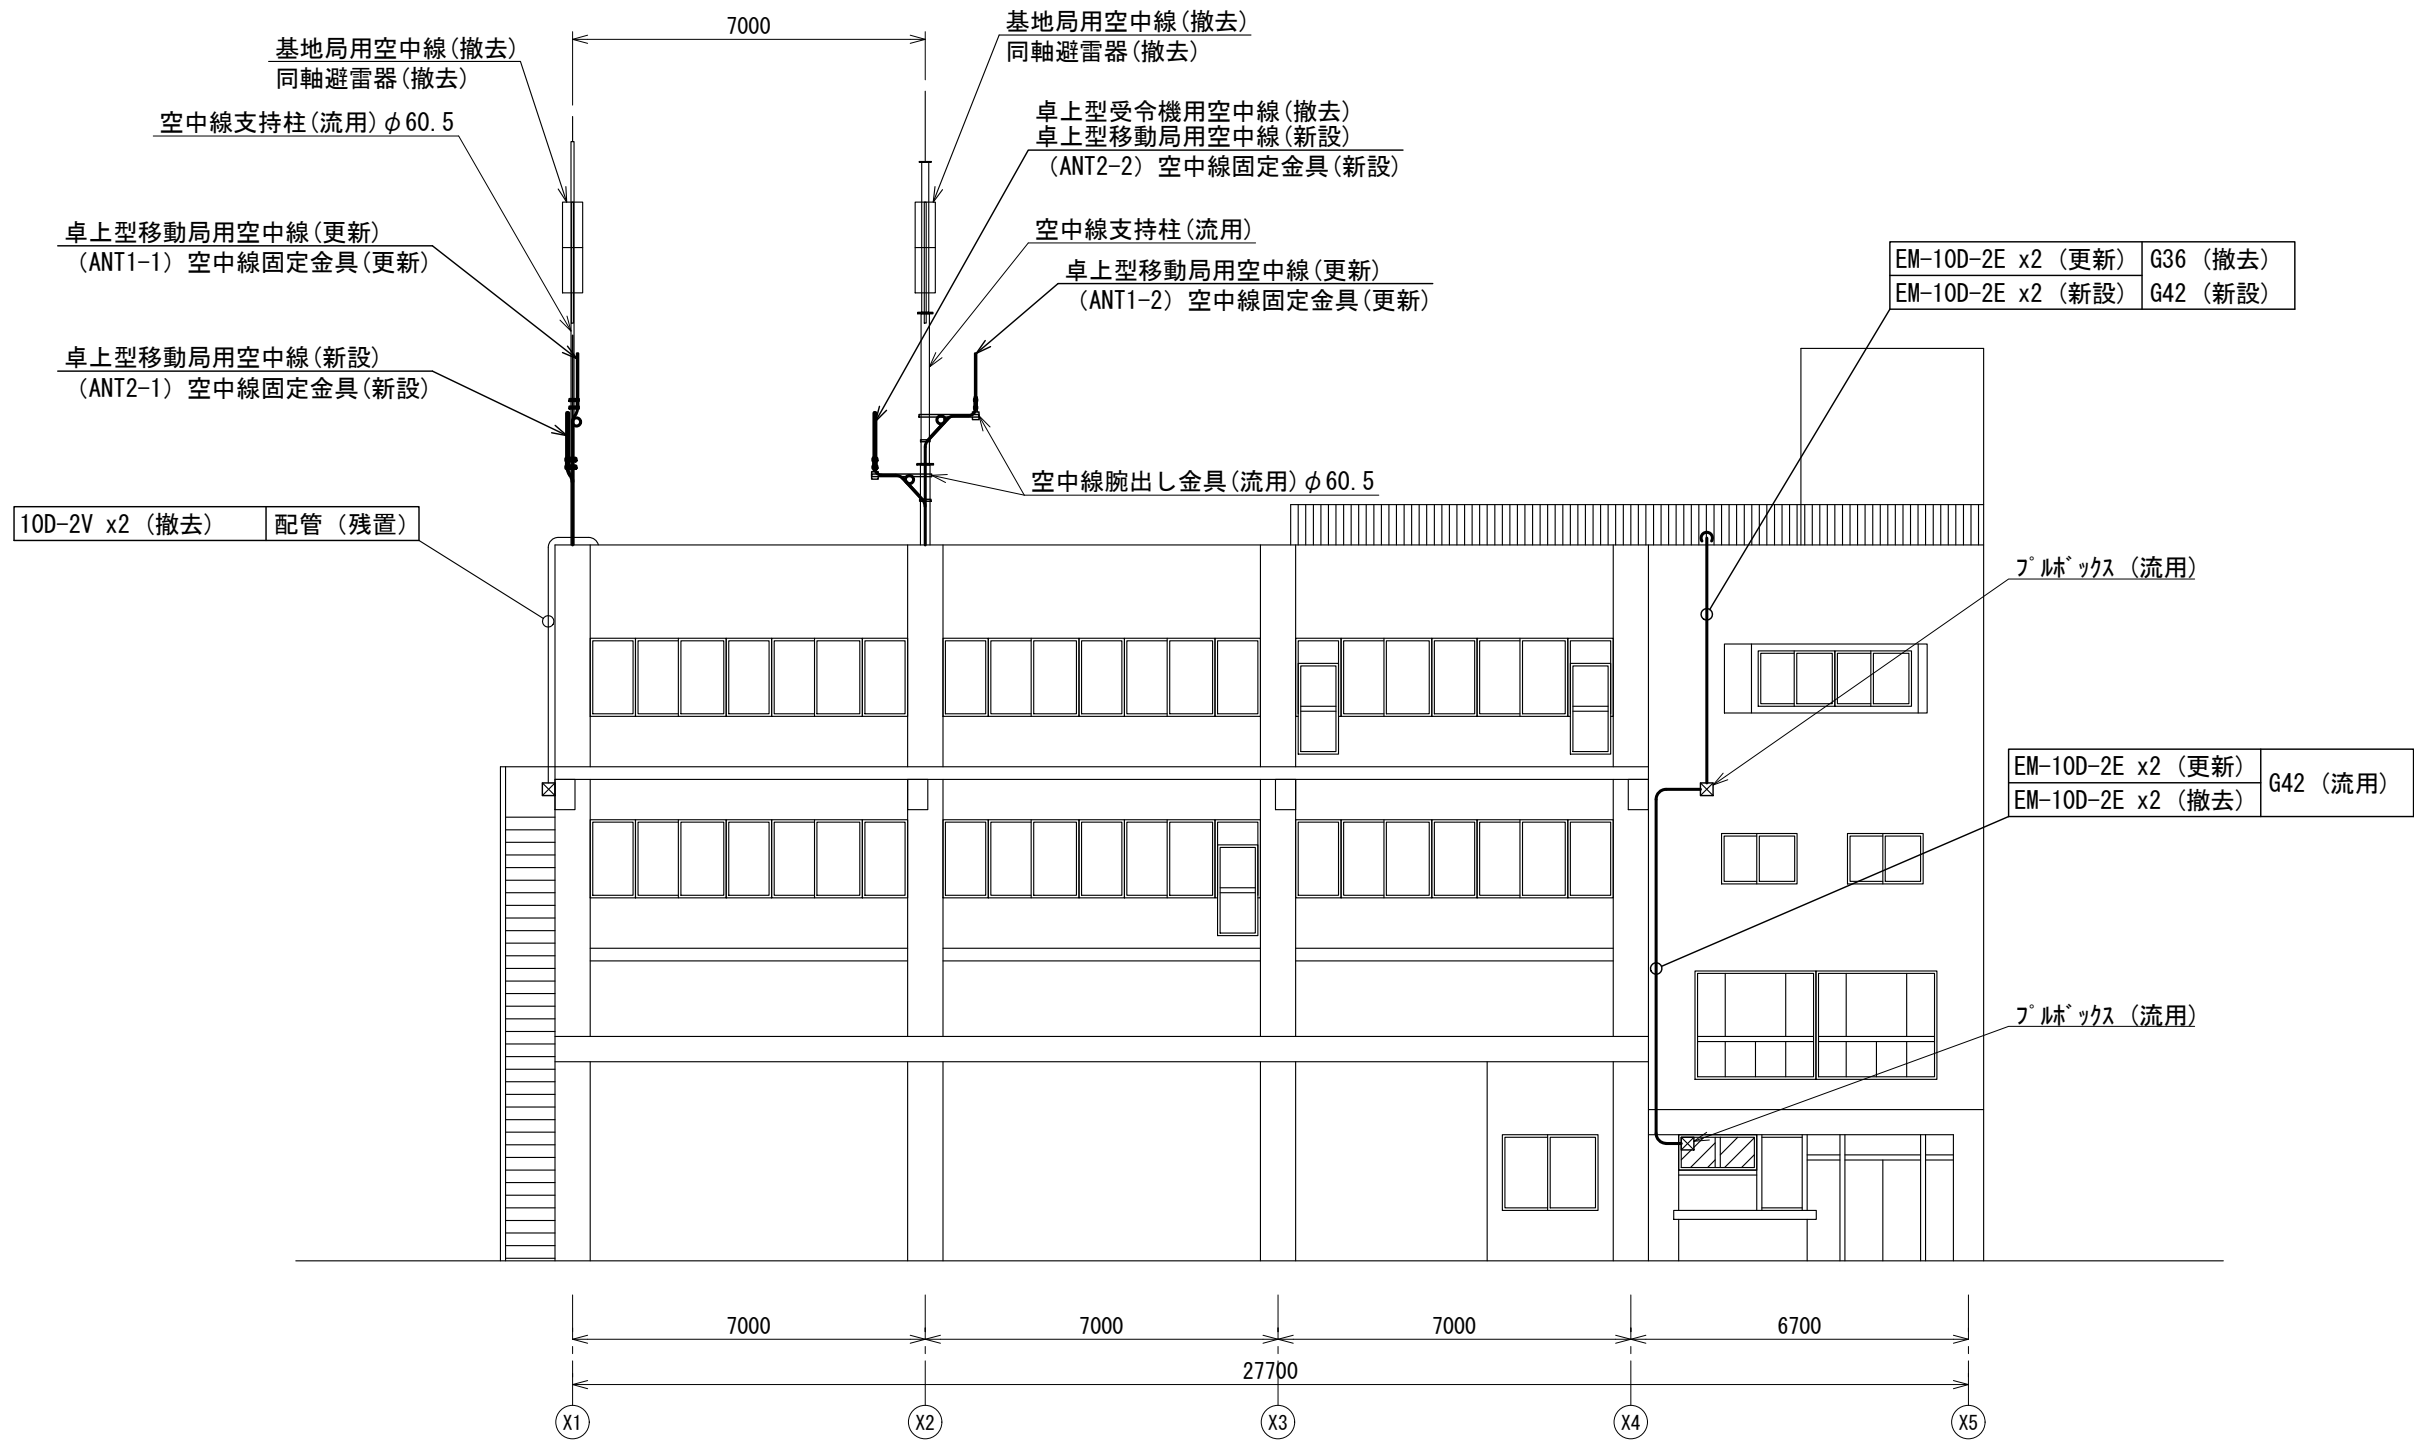 7000
基地局用空中線(撤去)
同軸避雷器(撤去)
基地局用空中線(撤去)
同軸避雷器(撤去)
空中線支持柱(流用)φ60.5
卓上型受令機用空中線(撤去)
卓上型移動局用空中線(新設)
(ANT2-2) 空中線固定金具(新設)
卓上型移動局用空中線(更新)
(ANT1-1) 空中線固定金具(更新)
空中線支持柱(流用)
卓上型移動局用空中線(更新)
(ANT1-2) 空中線固定金具(更新)
EM-10D-2E x2 (更新) G36 (撤去)
EM-10D-2E x2 (新設) G42 (新設)
卓上型移動局用空中線(新設)
(ANT2-1) 空中線固定金具(新設)
空中線腕出し金具(流用)φ60.5
10D-2V x2 (撤去) 配管 (残置)
ﾌﾟﾙﾎﾞｯｸｽ (流用)
EM-10D-2E x2 (更新)
EM-10D-2E x2 (撤去)
G42 (流用)
ﾌﾟﾙﾎﾞｯｸｽ (流用)
7000 7000 7000 6700
27700
X1 X2 X3 X4 X5